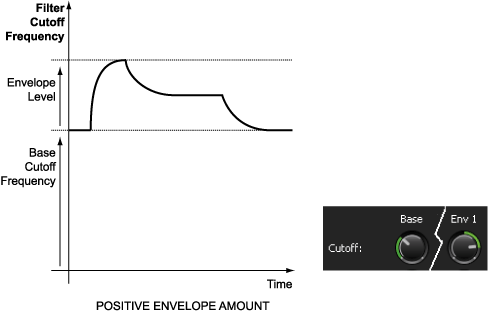 Filter
Cutoff
Frequency
Envelope
Level
Base
Cutoff
Frequency
Time
POSITIVE ENVELOPE AMOUNT
Base Env 1
Cutoff: